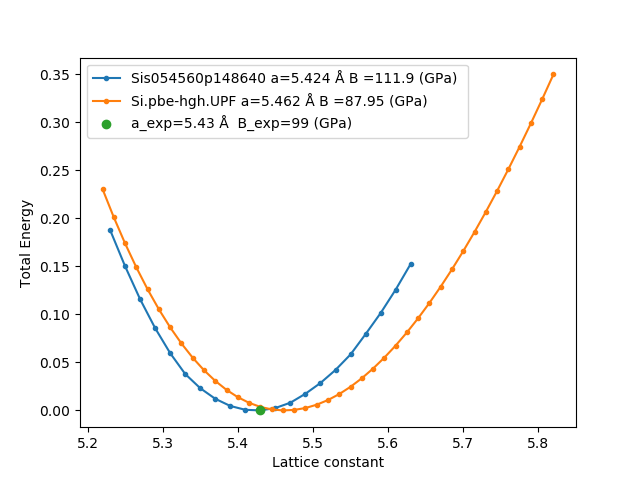 Sis054560p148640 a=5.424 Å B =111.9 (GPa)
Si.pbe-hgh.UPF a=5.462 Å B =87.95 (GPa)
a_exp=5.43 Å  B_exp=99 (GPa)
0.35
0.30
0.25
0.20
0.15
0.10
0.05
0.00
Total Energy
5.2 5.3 5.4 5.5 5.6 5.7 5.8
Lattice constant